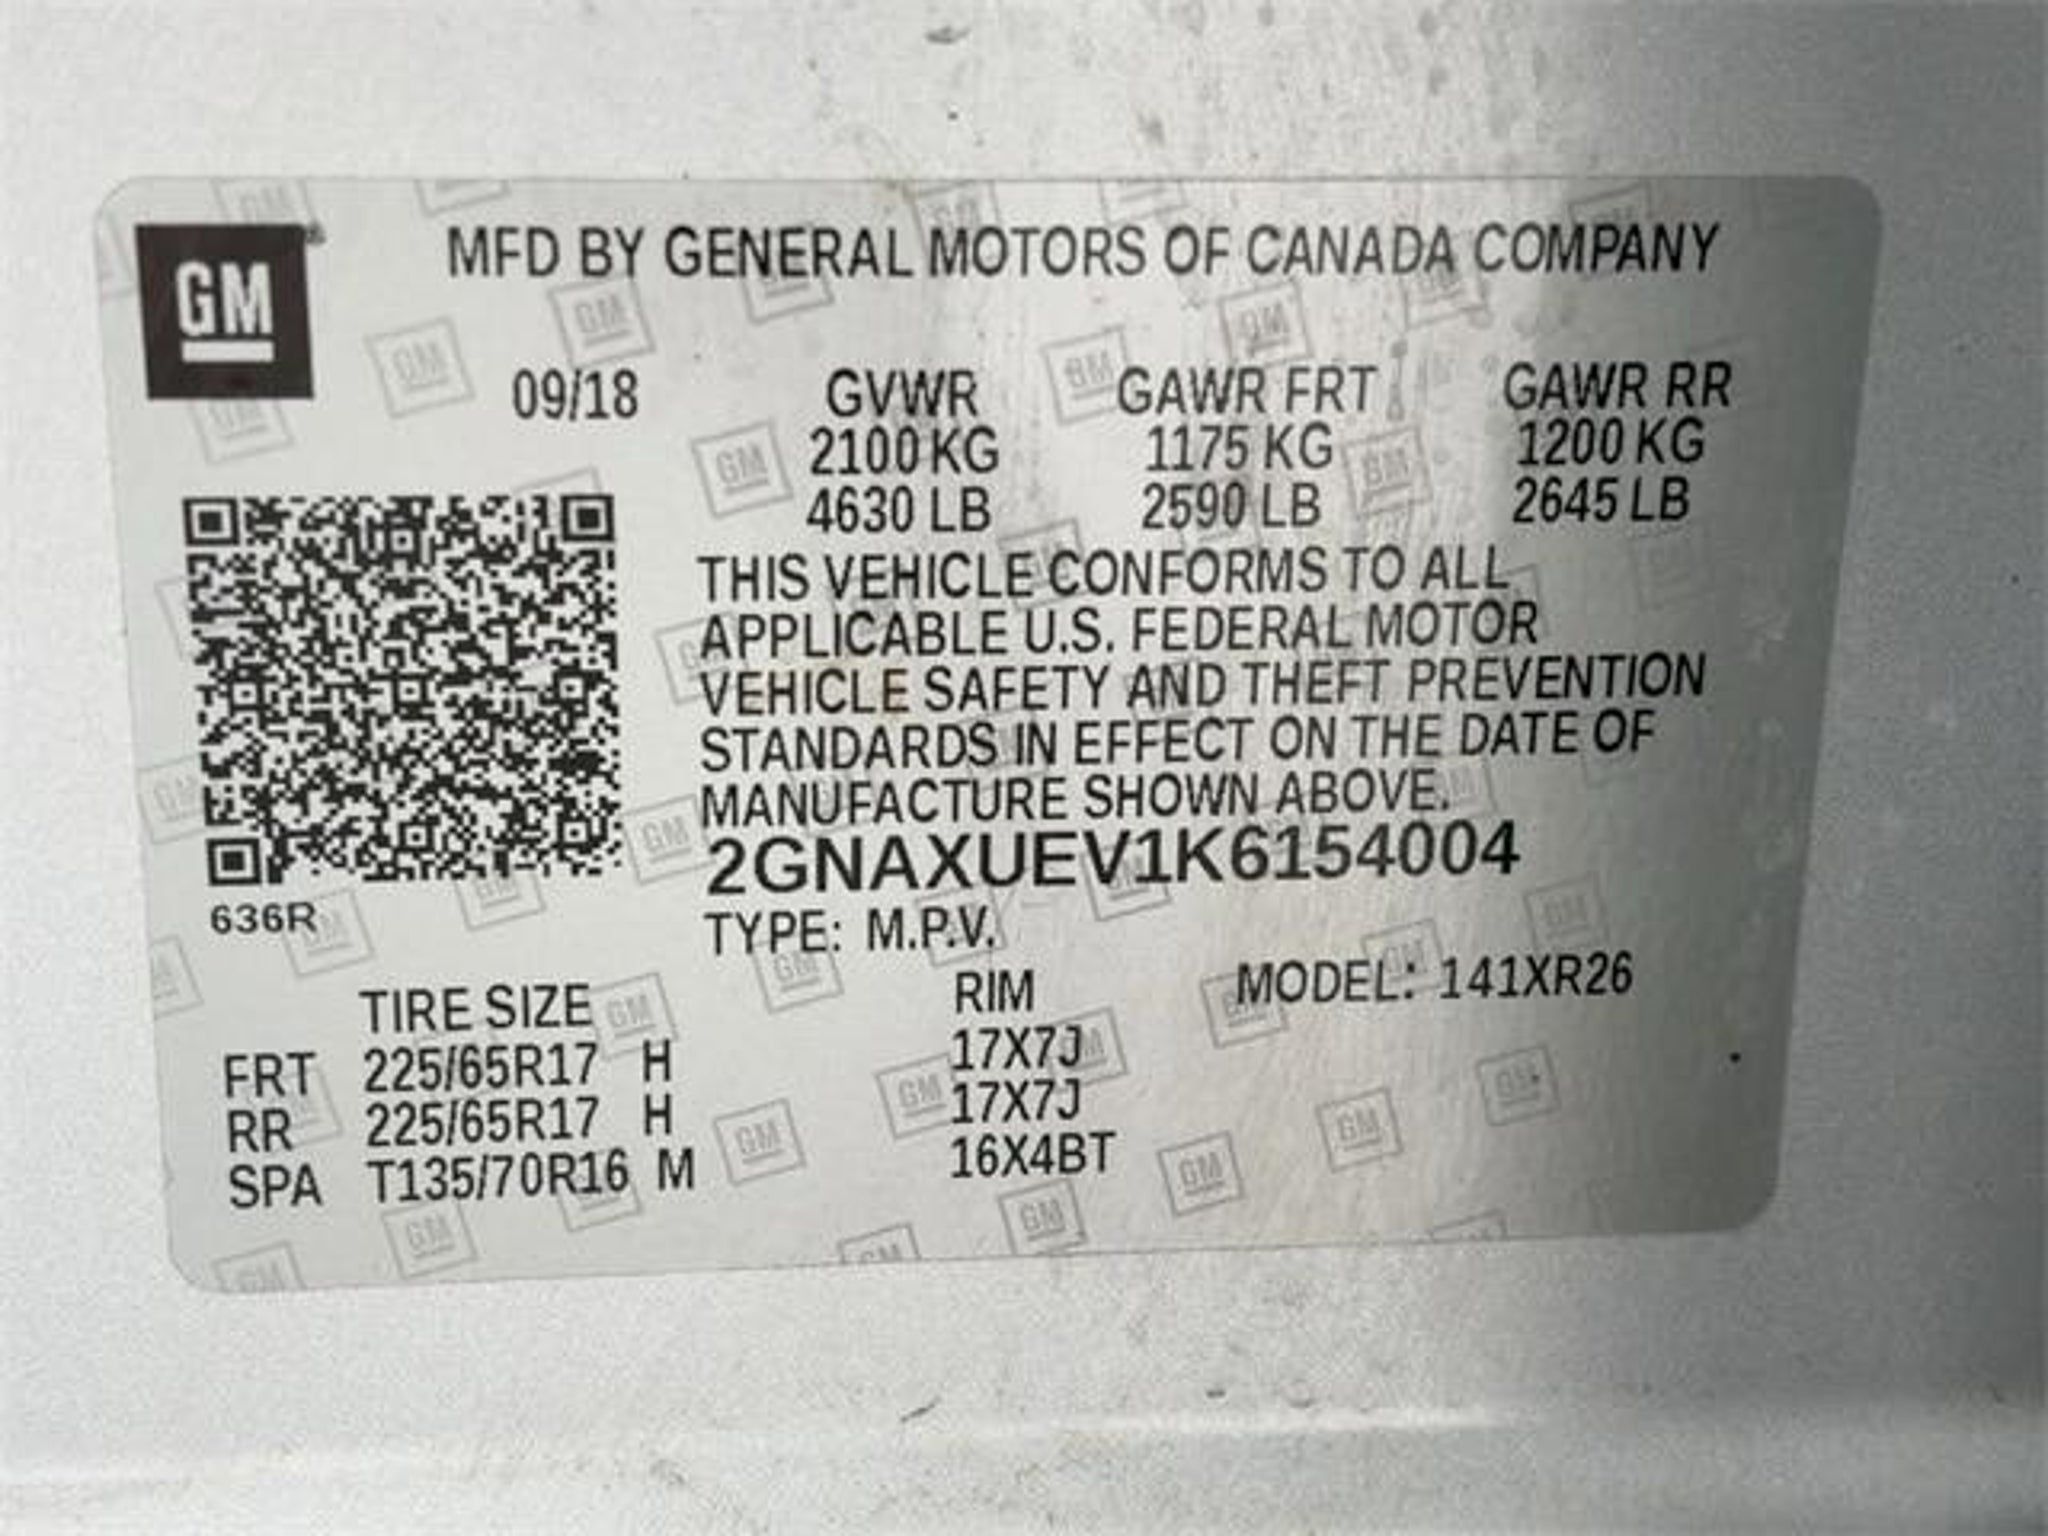 GM
MFD BY GENERAL MOTORS OF CANADA COMPANY
09/18 GVWR GAWR FRT GAWR RR
2100 KG 1175 KG 1200 KG
4630 LB 2590 LB 2645 LB
THIS VEHICLE CONFORMS TO ALL
APPLICABLE U.S. FEDERAL MOTOR
VEHICLE SAFETY AND THEFT PREVENTION
STANDARDS IN EFFECT ON THE DATE OF
MANUFACTURE SHOWN ABOVE.
2GNAXUEV1K6154004
636R
TYPE: M.P.V.
TIRE SIZE RIM MODEL: 141XR26
FRT 225/65R17 H 17X7J
RR 225/65R17 H 17X7J
SPA T135/70R16 M 16X4BT